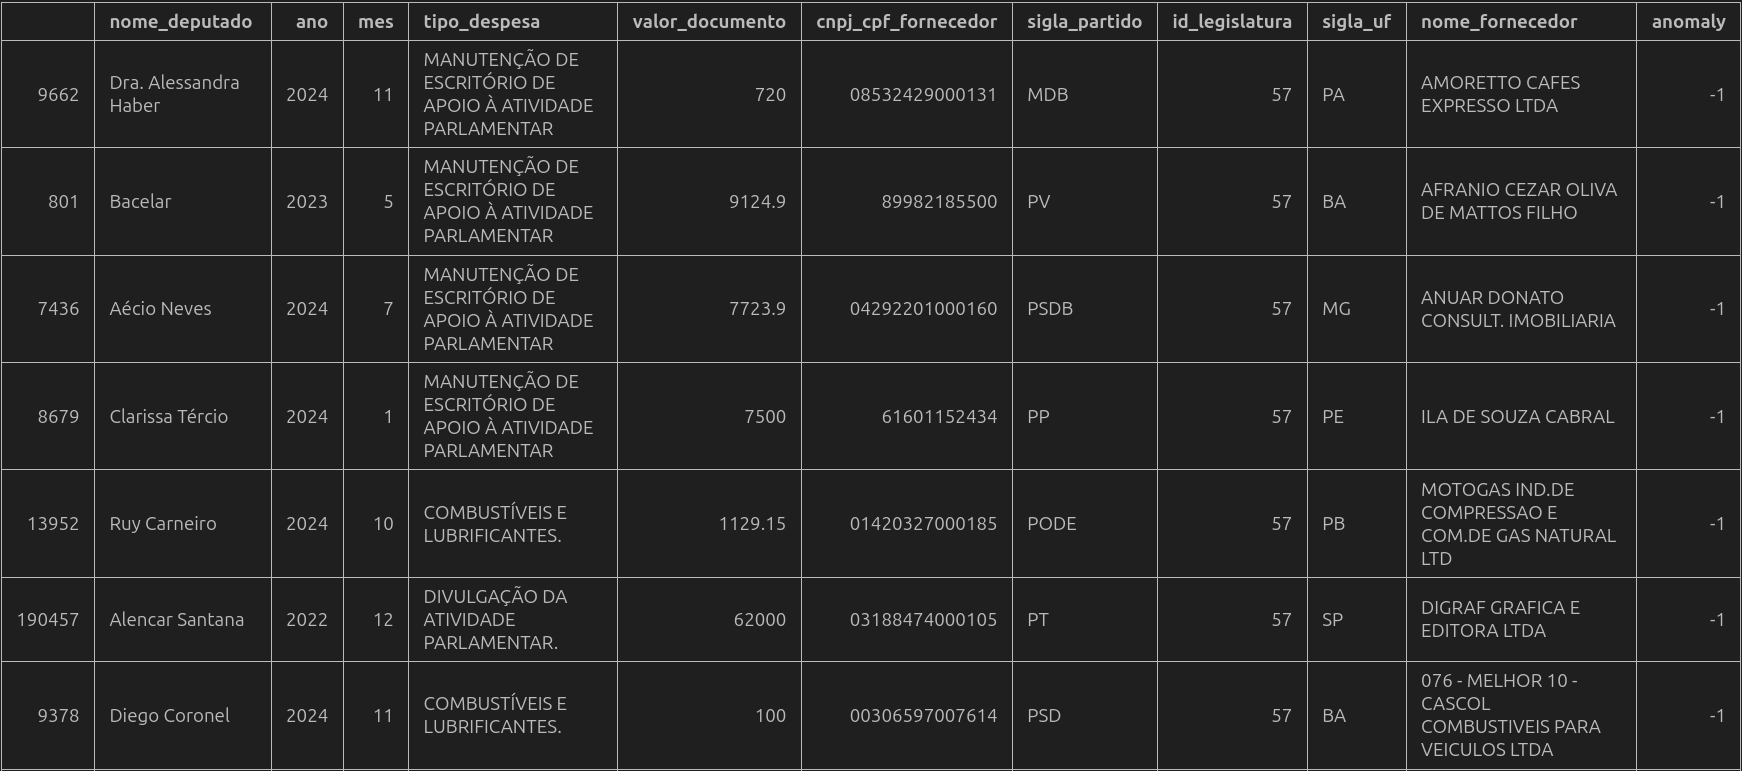 nome_deputado ano mes tipo_despesa valor_documento cnpj_cpf_fornecedor sigla_partido id_legislatura sigla_uf nome_fornecedor anomaly
9662 Dra. Alessandra Haber 2024 11 MANUTENÇÃO DE ESCRITÓRIO DE APOIO À ATIVIDADE PARLAMENTAR 720 08532429000131 MDB 57 PA AMORETTO CAFES EXPRESSO LTDA -1
801 Bacelar 2023 5 MANUTENÇÃO DE ESCRITÓRIO DE APOIO À ATIVIDADE PARLAMENTAR 9124.9 89982185500 PV 57 BA AFRANIO CEZAR OLIVA DE MATTOS FILHO -1
7436 Aécio Neves 2024 7 MANUTENÇÃO DE ESCRITÓRIO DE APOIO À ATIVIDADE PARLAMENTAR 7723.9 04292201000160 PSDB 57 MG ANUAR DONATO CONSULT. IMOBILIARIA -1
8679 Clarissa Tércio 2024 1 MANUTENÇÃO DE ESCRITÓRIO DE APOIO À ATIVIDADE PARLAMENTAR 7500 61601152434 PP 57 PE ILA DE SOUZA CABRAL -1
13952 Ruy Carneiro 2024 10 COMBUSTÍVEIS E LUBRIFICANTES. 1129.15 01420327000185 PODE 57 PB MOTOGAS IND.DE COMPRESSAO E COM.DE GAS NATURAL LTD -1
190457 Alencar Santana 2022 12 DIVULGAÇÃO DA ATIVIDADE PARLAMENTAR. 62000 03188474000105 PT 57 SP DIGRAF GRAFICA E EDITORA LTDA -1
9378 Diego Coronel 2024 11 COMBUSTÍVEIS E LUBRIFICANTES. 100 00306597007614 PSD 57 BA 076 - MELHOR 10 - CASCOL COMBUSTIVEIS PARA VEICULOS LTDA -1